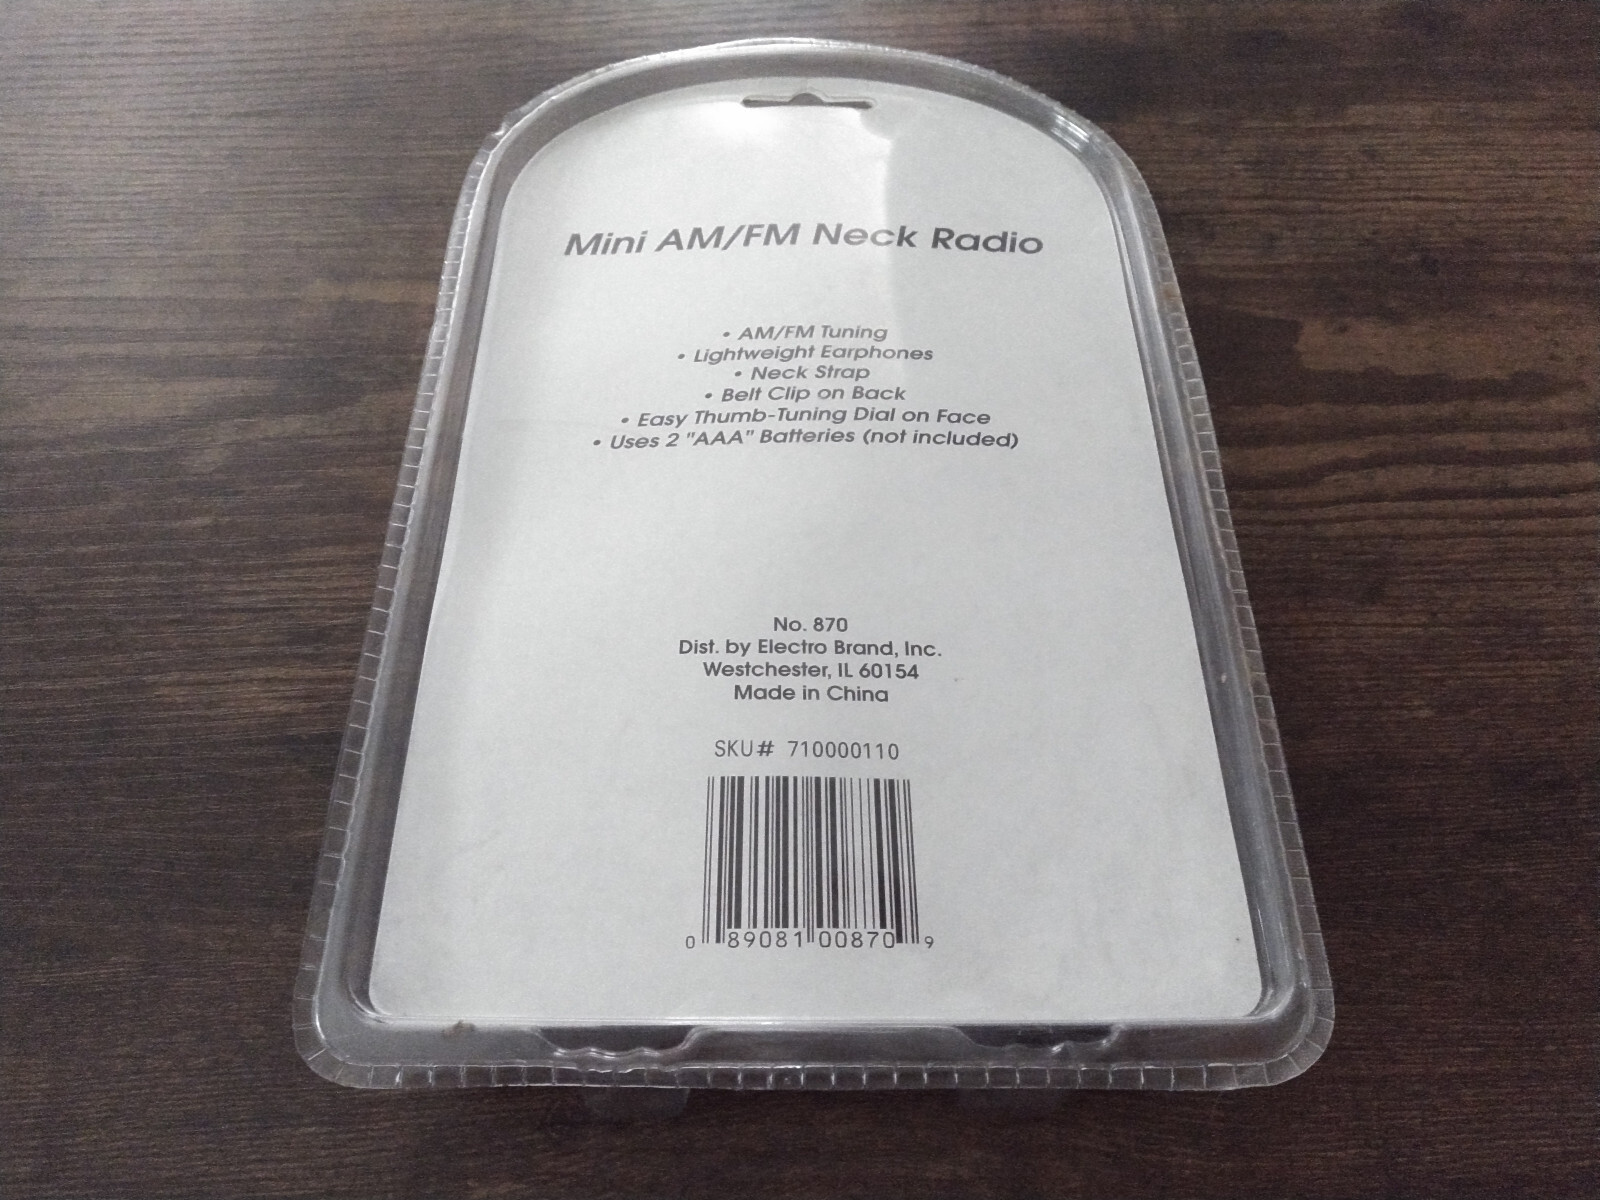 Mini AM/FM Neck Radio
• AM/FM Tuning
• Lightweight Earphones
• Neck Strap
• Belt Clip on Back
• Easy Thumb-Tuning Dial on Face
• Uses 2 "AAA" Batteries (not included)
No. 870
Dist. by Electro Brand, Inc.
Westchester, IL 60154
Made in China
SKU# 710000110
0 89081 00870 9